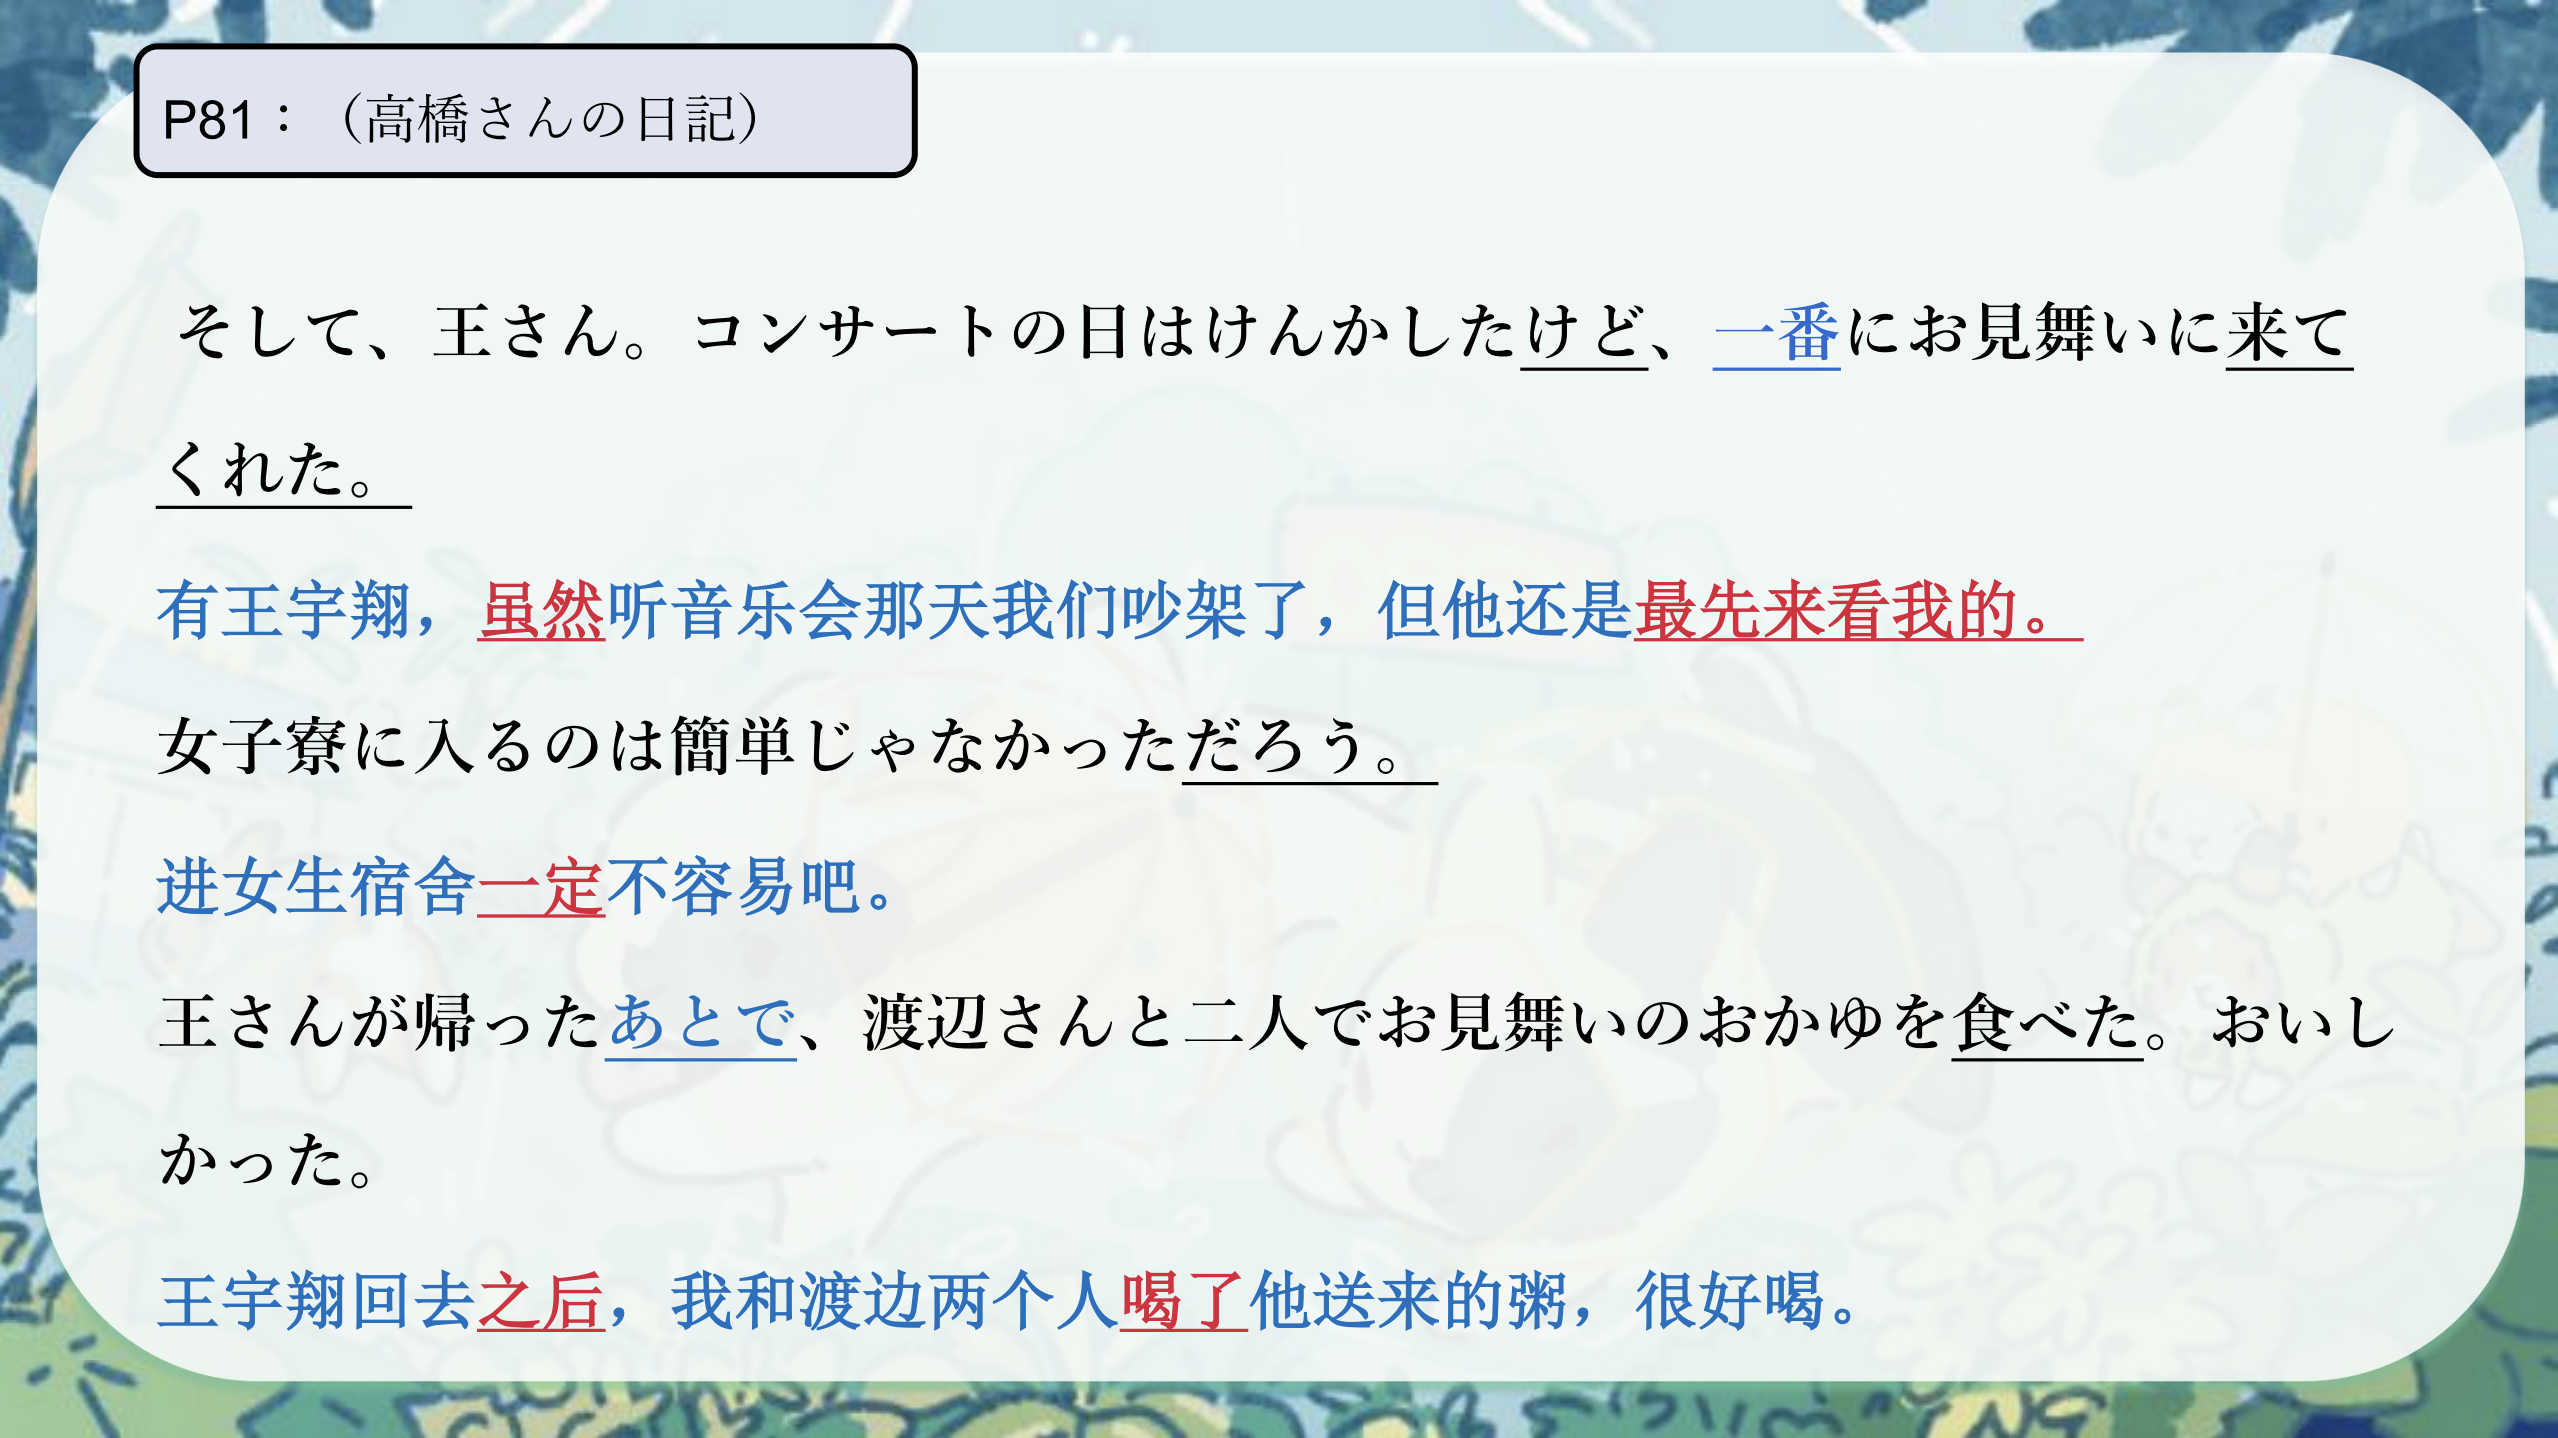 P81：（高橋さんの日記）
そして、王さん。コンサートの日はけんかしたけど、一番にお見舞いに来て
くれた。
有王宇翔，虽然听音乐会那天我们吵架了，但他还是最先来看我的。
女子寮に入るのは簡単じゃなかっただろう。
进女生宿舍一定不容易吧。
王さんが帰ったあとで、渡辺さんと二人でお見舞いのおかゆを食べた。おいし
かった。
王宇翔回去之后，我和渡边两个人喝了他送来的粥，很好喝。